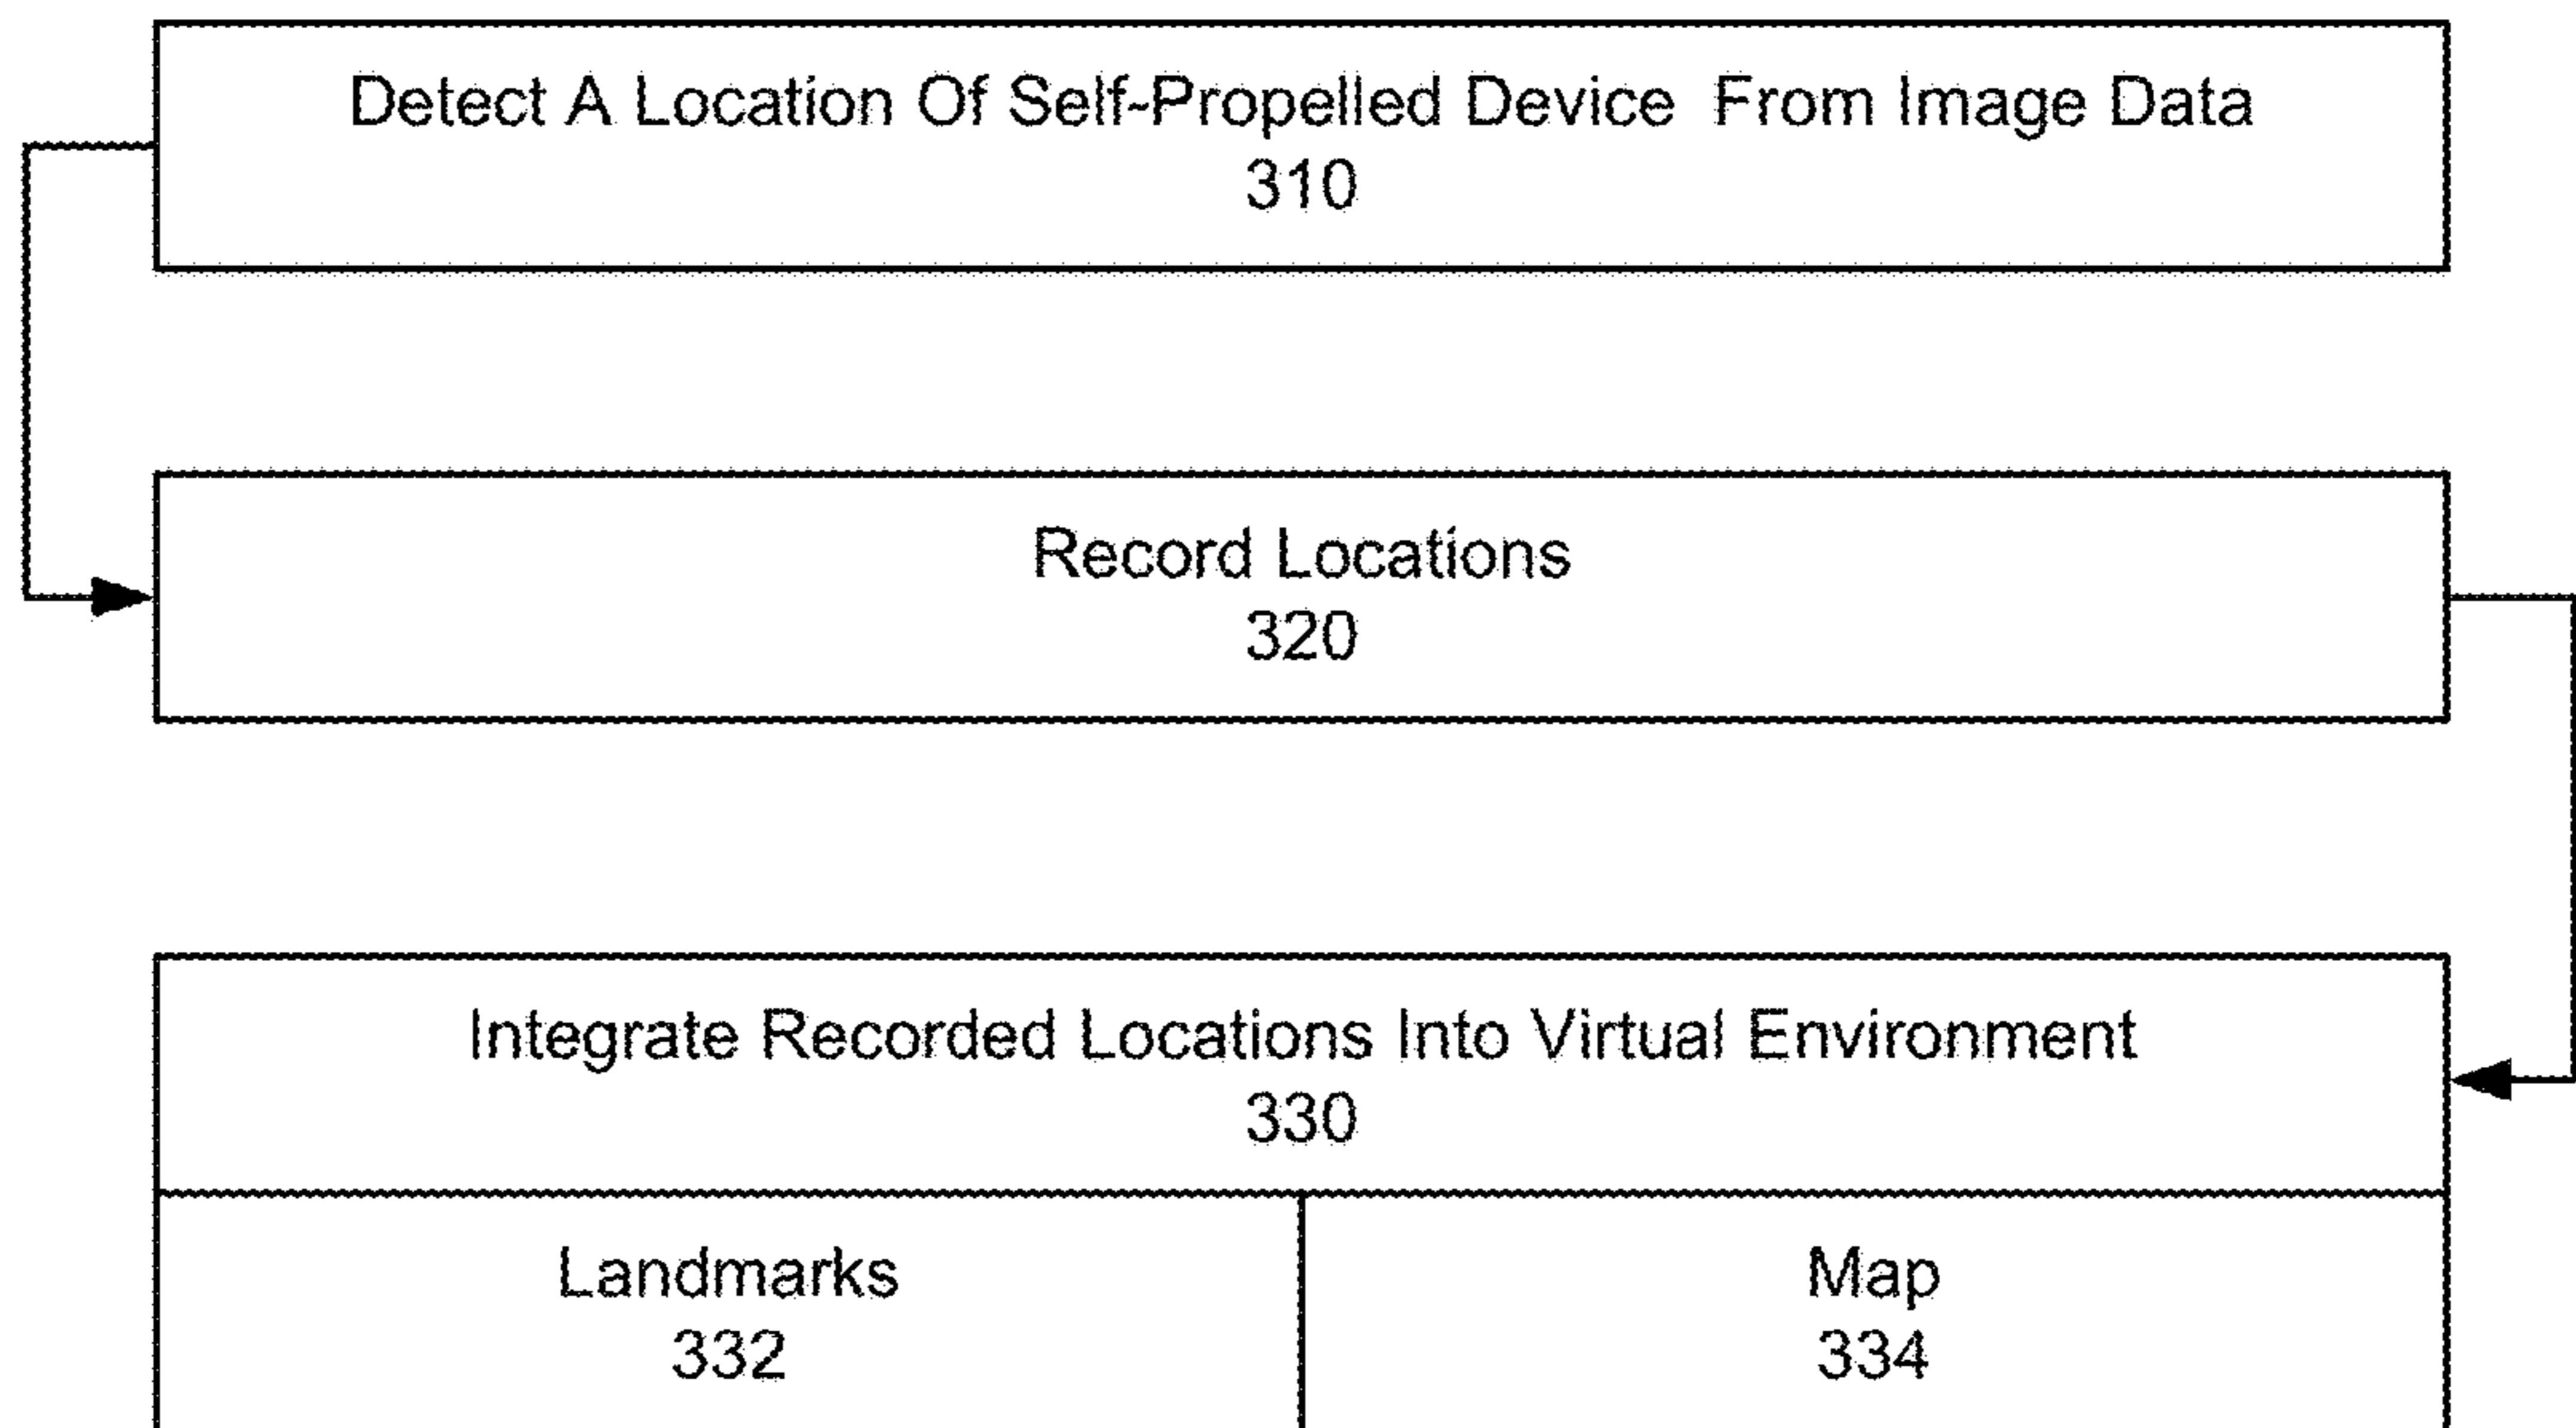 Detect A Location Of Self-Propelled Device From Image Data
310
Record Locations
320
Integrate Recorded Locations Into Virtual Environment
330
Landmarks
332
Map
334